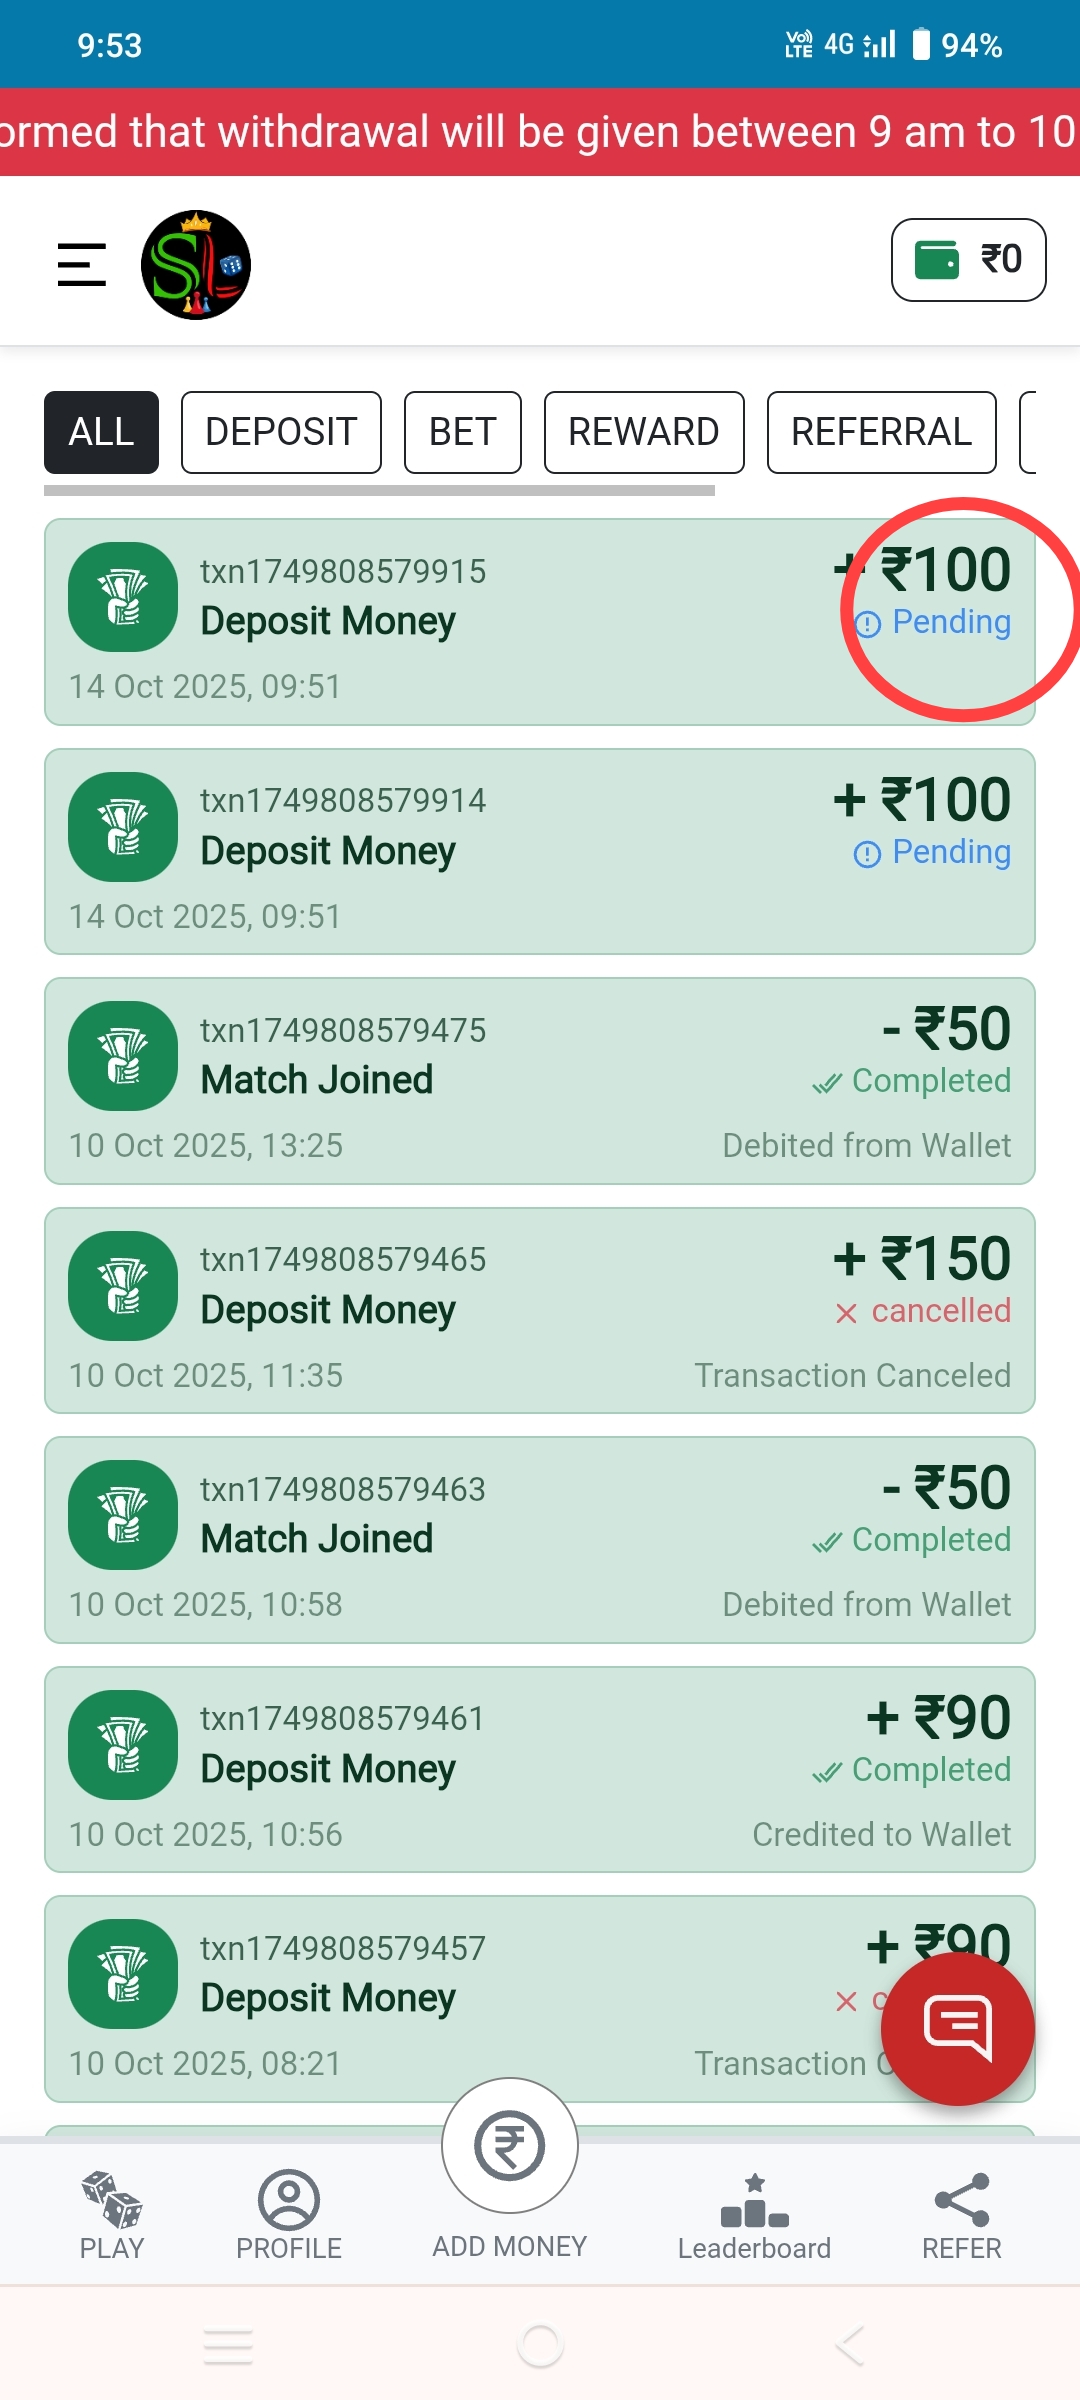 9:53 Vo) LTE 4G 94%
ormed that withdrawal will be given between 9 am to 10
SL ₹0
ALL DEPOSIT BET REWARD REFERRAL
txn1749808579915 + ₹100
Deposit Money Pending
14 Oct 2025, 09:51
txn1749808579914 + ₹100
Deposit Money Pending
14 Oct 2025, 09:51
txn1749808579475 - ₹50
Match Joined Completed
10 Oct 2025, 13:25 Debited from Wallet
txn1749808579465 + ₹150
Deposit Money cancelled
10 Oct 2025, 11:35 Transaction Canceled
txn1749808579463 - ₹50
Match Joined Completed
10 Oct 2025, 10:58 Debited from Wallet
txn1749808579461 + ₹90
Deposit Money Completed
10 Oct 2025, 10:56 Credited to Wallet
txn1749808579457 + ₹90
Deposit Money
10 Oct 2025, 08:21 Transaction
PLAY PROFILE ADD MONEY Leaderboard REFER